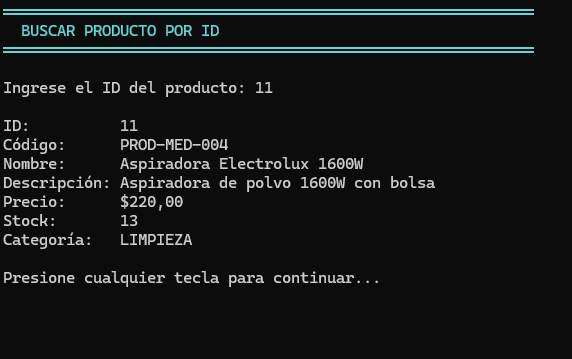 BUSCAR PRODUCTO POR ID
Ingrese el ID del producto: 11
ID: 11
Código: PROD-MED-004
Nombre: Aspiradora Electrolux 1600W
Descripción: Aspiradora de polvo 1600W con bolsa
Precio: $220,00
Stock: 13
Categoría: LIMPIEZA
Presione cualquier tecla para continuar...